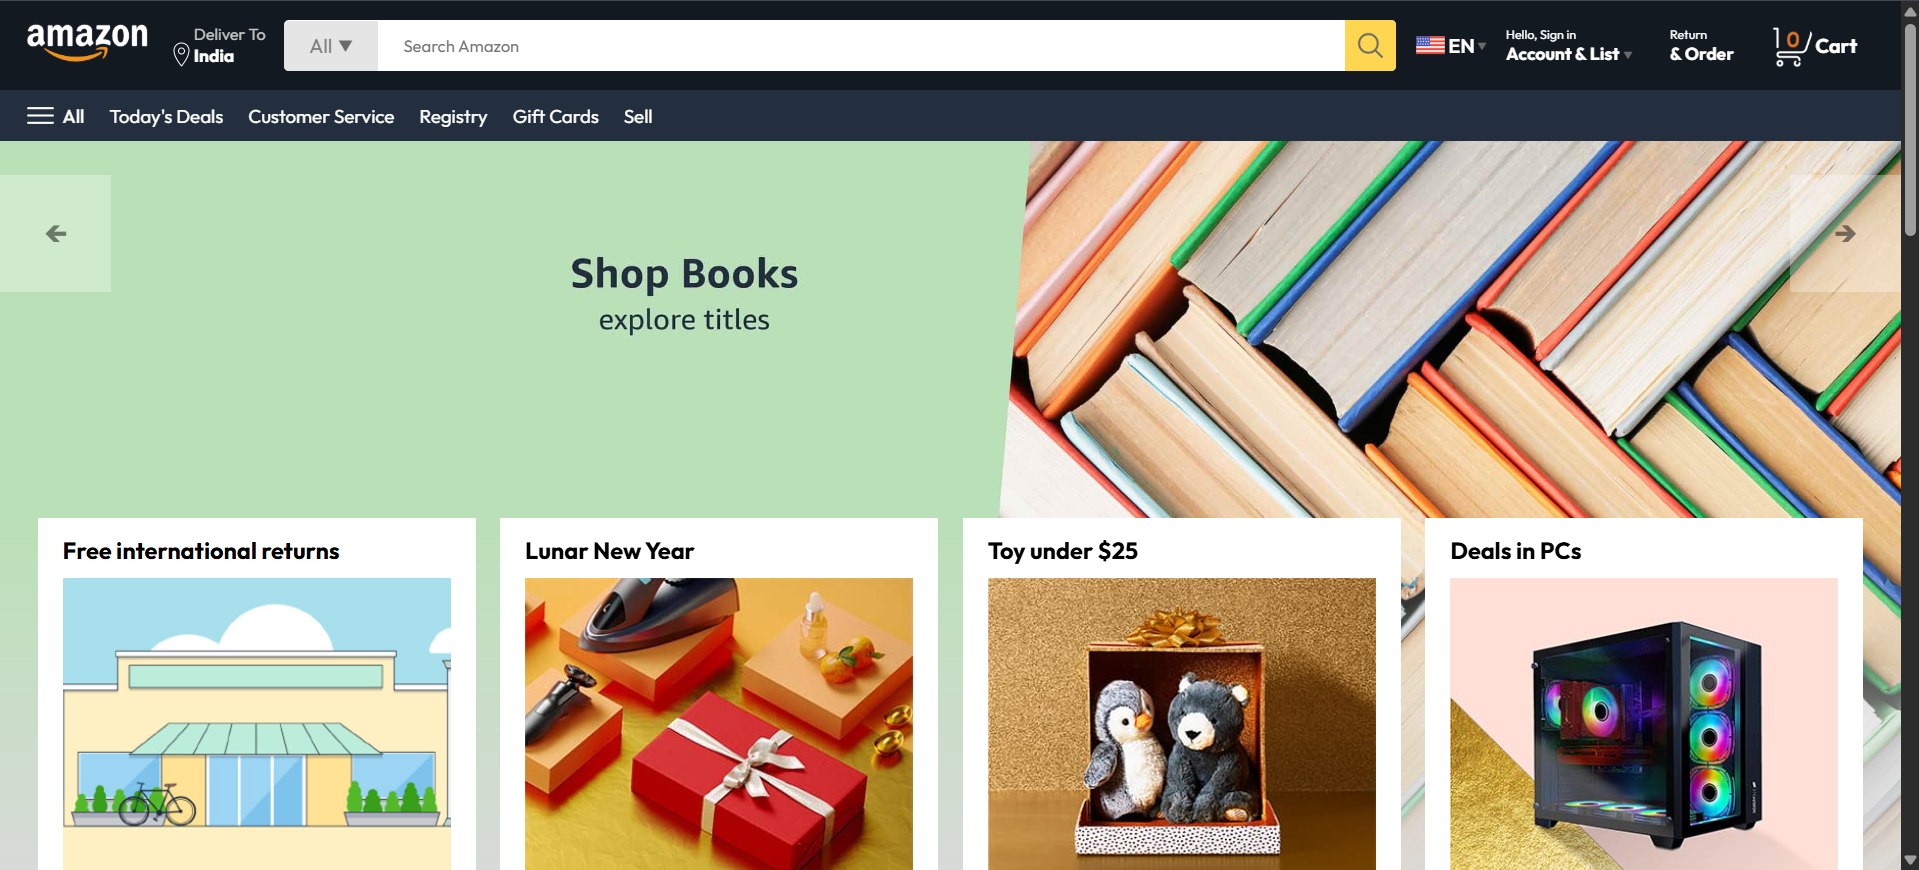 amazon
Deliver To
India
All ▼
Search Amazon
EN ▾
Hello, Sign in
Account & List ▾
Return
& Order
0
Cart
All
Today's Deals
Customer Service
Registry
Gift Cards
Sell
Shop Books
explore titles
Free international returns
Lunar New Year
Toy under $25
Deals in PCs